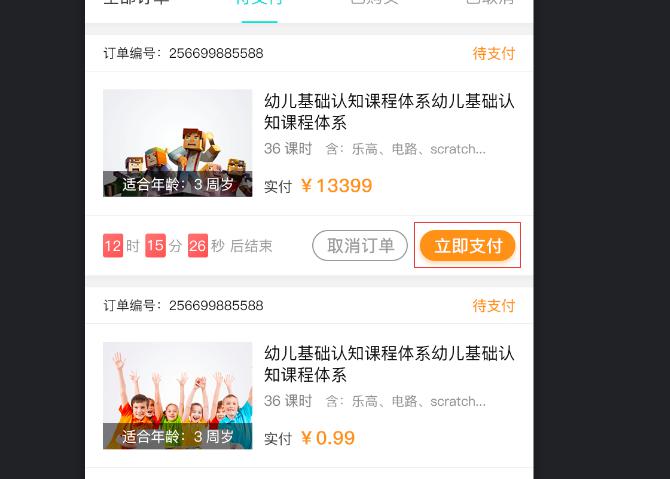 全部订单 待支付 已购买 已取消
订单编号：256699885588 待支付
幼儿基础认知课程体系幼儿基础认
知课程体系
36 课时 含：乐高、电路、scratch...
适合年龄：3 周岁
实付 ￥13399
12 时 15 分 26 秒 后结束 取消订单 立即支付
订单编号：256699885588 待支付
幼儿基础认知课程体系幼儿基础认
知课程体系
36 课时 含：乐高、电路、scratch...
适合年龄：3 周岁
实付 ￥0.99